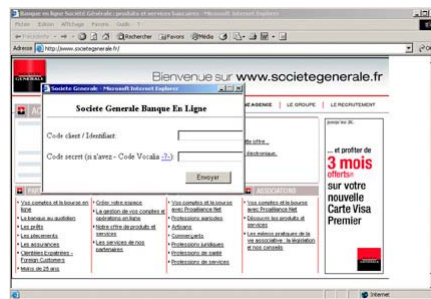 Banque en ligne Société Générale : produits et services bancaires - Microsoft Internet Explorer
Fichier Edition Affichage Favoris Outils ?
Rechercher Favoris Média
Adresse http://www.societegenerale.fr/
Bienvenue sur www.societegenerale.fr
Societe Generale - Microsoft Internet Explorer
Societe Generale Banque En Ligne
Code client / Identifiant:
Code secret (si n'avez - Code Vocalia -?-):
Envoyer
AGENCE | LE GROUPE | LE RECRUTEMENT
... et profiter de
3 mois
offerts*
sur votre
nouvelle
Carte Visa
Premier
ASSOCIATIONS
Vos comptes et la bourse en
ligne
La banque au quotidien
Les prêts
Les placements
Les assurances
Clientèles Expatriées -
Foreign Customers
Moins de 25 ans
Créer votre espace
La gestion de vos comptes et
opérations en ligne
Notre offre de produits et
services
Les services de nos
partenaires
Vos comptes et la bourse
avec Progéliance Net
Professions agricoles
Artisans
Commerçants
Professions juridiques
Professions de santé
Professions de services
Vos comptes et la bourse
avec Progéliance Net
Découvrir les produits et
services
Les mémos pratiques de la
vie associative : la législation
et nos conseils
Internet